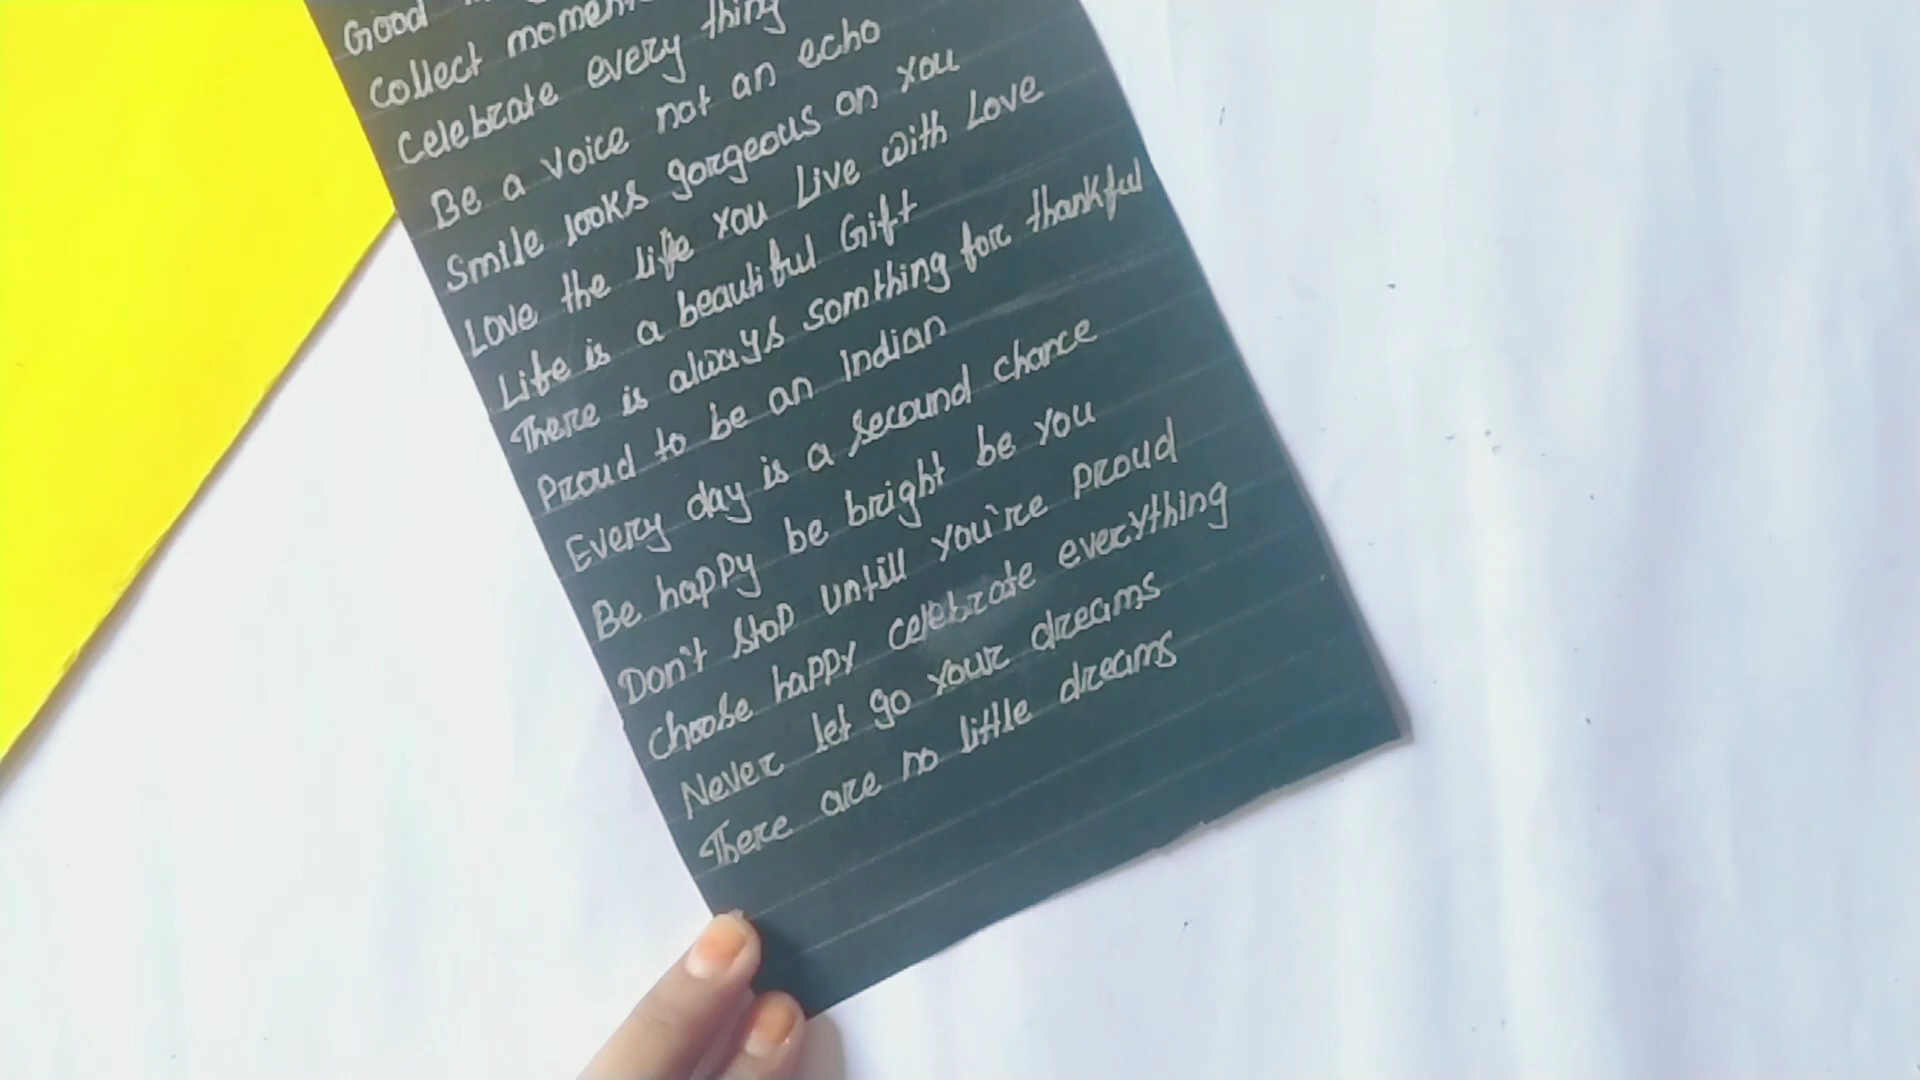 Good
collect
celebrate every thing
Be a voice not an echo
Smile looks gorgeous on you
Love the life you Live with Love
Life is a beautiful Gift
There is always somthing for thankful
Proud to be an Indian
Every day is a secound chance
Be happy be bright be you
Don't stop untill you're proud
choose happy celebrate everything
Never let go your dreams
There are no little dreams